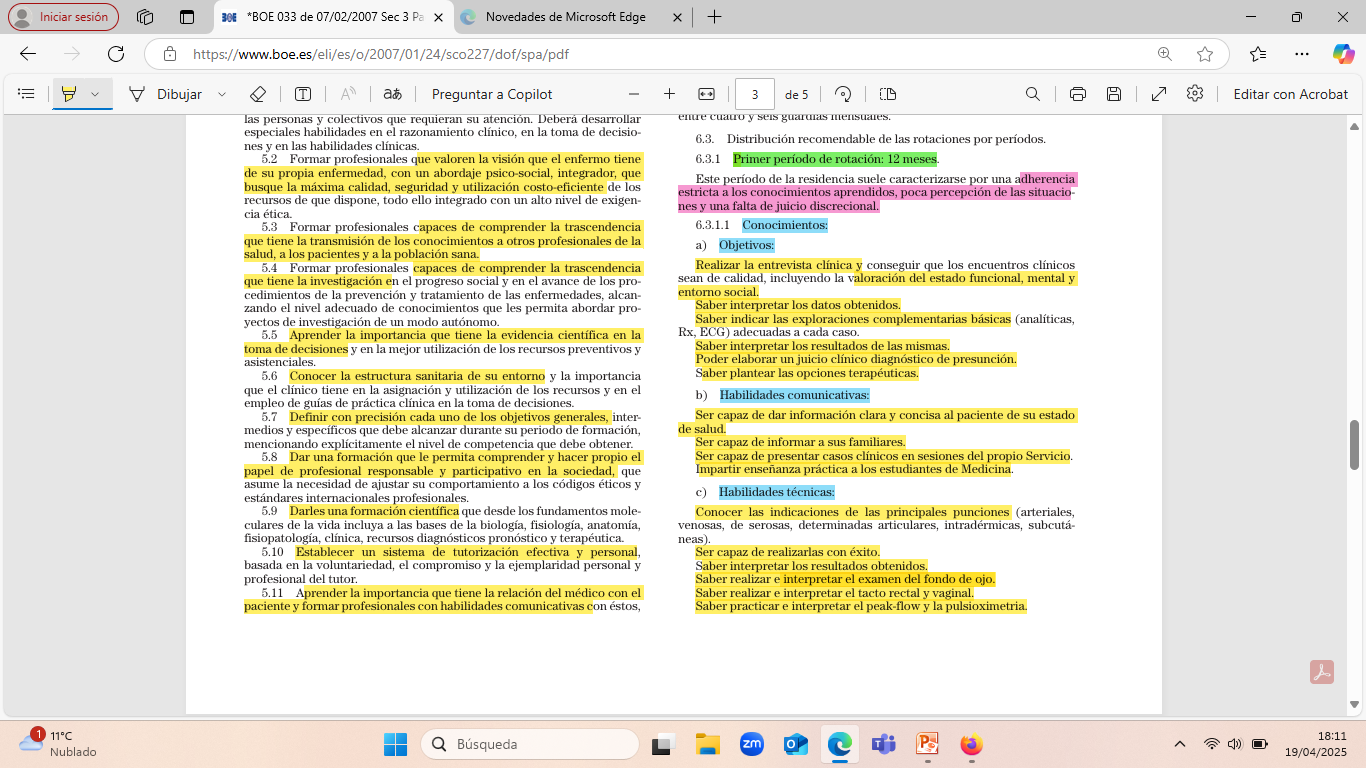 Iniciar sesión
BOE
*BOE 033 de 07/02/2007 Sec 3 Pa
Novedades de Microsoft Edge
https://www.boe.es/eli/es/o/2007/01/24/sco227/dof/spa/pdf
Dibujar
aあ
Preguntar a Copilot
3
de 5
Editar con Acrobat
las personas y colectivos que requieran su atención. Deberá desarrollar
especiales habilidades en el razonamiento clínico, en la toma de decisio-
nes y en las habilidades clínicas.
5.2 Formar profesionales que valoren la visión que el enfermo tiene
de su propia enfermedad, con un abordaje psico-social, integrador, que
busque la máxima calidad, seguridad y utilización costo-eficiente de los
recursos de que dispone, todo ello integrado con un alto nivel de exigen-
cia ética.
5.3 Formar profesionales capaces de comprender la trascendencia
que tiene la transmisión de los conocimientos a otros profesionales de la
salud, a los pacientes y a la población sana.
5.4 Formar profesionales capaces de comprender la trascendencia
que tiene la investigación en el progreso social y en el avance de los pro-
cedimientos de la prevención y tratamiento de las enfermedades, alcan-
zando el nivel adecuado de conocimientos que les permita abordar pro-
yectos de investigación de un modo autónomo.
5.5 Aprender la importancia que tiene la evidencia científica en la
toma de decisiones y en la mejor utilización de los recursos preventivos y
asistenciales.
5.6 Conocer la estructura sanitaria de su entorno y la importancia
que el clínico tiene en la asignación y utilización de los recursos y en el
empleo de guías de práctica clínica en la toma de decisiones.
5.7 Definir con precisión cada uno de los objetivos generales, inter-
medios y específicos que debe alcanzar durante su periodo de formación,
mencionando explícitamente el nivel de competencia que debe obtener.
5.8 Dar una formación que le permita comprender y hacer propio el
papel de profesional responsable y participativo en la sociedad, que
asume la necesidad de ajustar su comportamiento a los códigos éticos y
estándares internacionales profesionales.
5.9 Darles una formación científica que desde los fundamentos mole-
culares de la vida incluya a las bases de la biología, fisiología, anatomía,
fisiopatología, clínica, recursos diagnósticos pronóstico y terapéutica.
5.10 Establecer un sistema de tutorización efectiva y personal,
basada en la voluntariedad, el compromiso y la ejemplaridad personal y
profesional del tutor.
5.11 Aprender la importancia que tiene la relación del médico con el
paciente y formar profesionales con habilidades comunicativas con éstos,
entre cuatro y seis guardias mensuales.
6.3. Distribución recomendable de las rotaciones por períodos.
6.3.1 Primer período de rotación: 12 meses.
Este período de la residencia suele caracterizarse por una adherencia
estricta a los conocimientos aprendidos, poca percepción de las situacio-
nes y una falta de juicio discrecional.
6.3.1.1 Conocimientos:
a) Objetivos:
Realizar la entrevista clínica y conseguir que los encuentros clínicos
sean de calidad, incluyendo la valoración del estado funcional, mental y
entorno social.
Saber interpretar los datos obtenidos.
Saber indicar las exploraciones complementarias básicas (analíticas,
Rx, ECG) adecuadas a cada caso.
Saber interpretar los resultados de las mismas.
Poder elaborar un juicio clínico diagnóstico de presunción.
Saber plantear las opciones terapéuticas.
b) Habilidades comunicativas:
Ser capaz de dar información clara y concisa al paciente de su estado
de salud.
Ser capaz de informar a sus familiares.
Ser capaz de presentar casos clínicos en sesiones del propio Servicio.
Impartir enseñanza práctica a los estudiantes de Medicina.
c) Habilidades técnicas:
Conocer las indicaciones de las principales punciones (arteriales,
venosas, de serosas, determinadas articulares, intradérmicas, subcutá-
neas).
Ser capaz de realizarlas con éxito.
Saber interpretar los resultados obtenidos.
Saber realizar e interpretar el examen del fondo de ojo.
Saber realizar e interpretar el tacto rectal y vaginal.
Saber practicar e interpretar el peak-flow y la pulsioximetria.
1
11°C
Nublado
Búsqueda
zm
18:11
19/04/2025